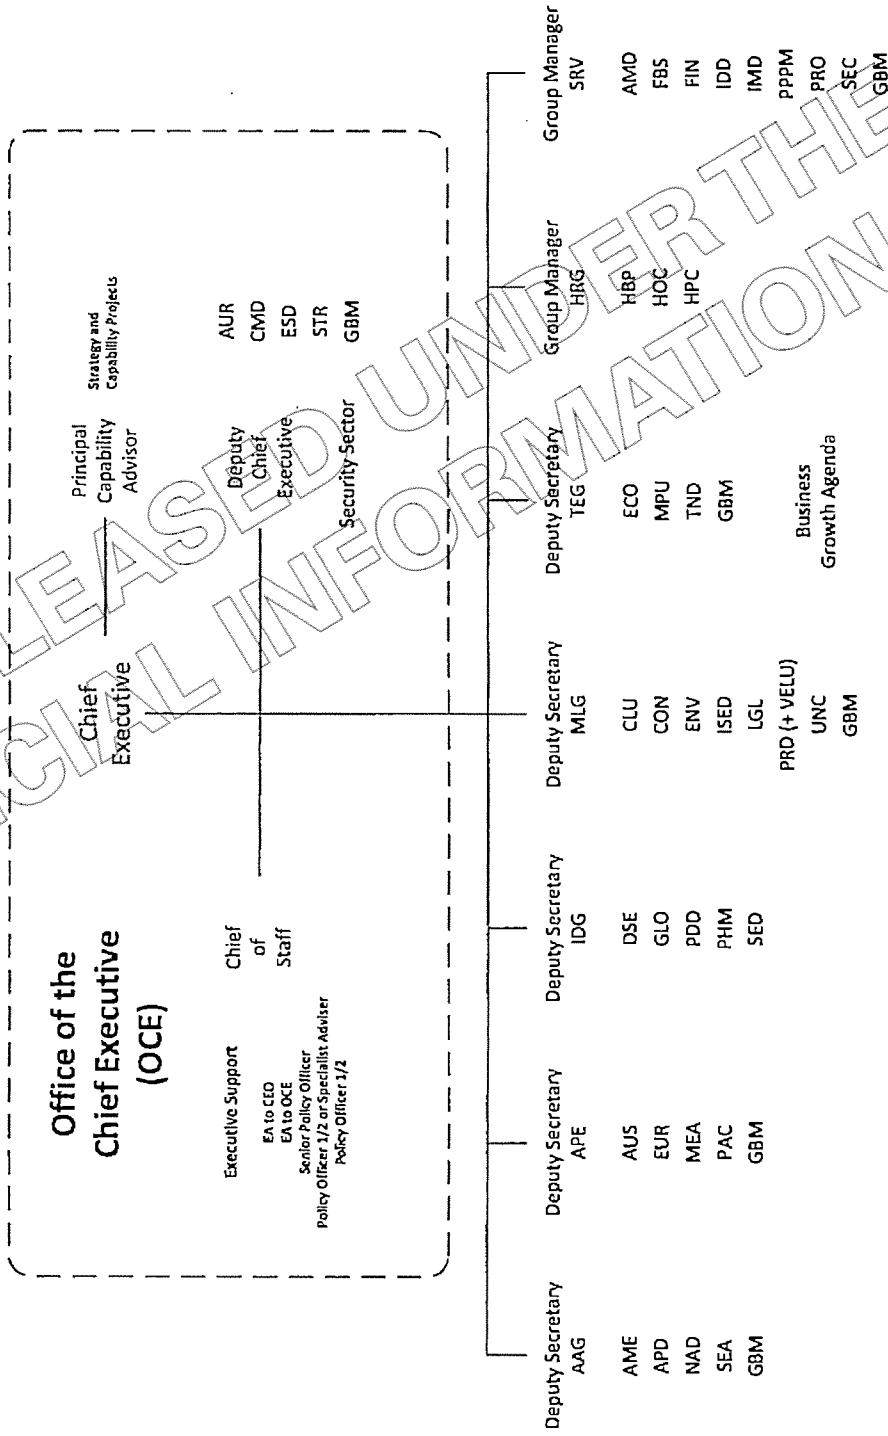 Office of the
Chief Executive
(OCE)
Chief
Executive
Principal
Capability
Advisor
Strategy and
Capability Projects
Executive Support
EA to CEO
EA to OCE
Senior Policy Officer
Policy Officer 1/2 or Specialist Adviser
Policy Officer 1/2
Chief
of
Staff
Deputy
Chief
Executive
Security Sector
AUR
CMD
ESD
STR
GBM
Deputy Secretary
AAG
AME
APD
NAD
SEA
GBM
Deputy Secretary
APE
AUS
EUR
MEA
PAC
GBM
Deputy Secretary
IDG
DSE
GLO
PDD
PHM
SED
Deputy Secretary
MLG
CLU
CON
ENV
ISED
LGL
PRD (+ VELU)
UNC
GBM
Deputy Secretary
TEG
ECO
MPU
TND
GBM
Business
Growth Agenda
Group Manager
HRG
HBP
HOC
HPC
Group Manager
SRV
AMD
FBS
FIN
IDD
IMD
PPPM
PRO
SEC
GBM
LEASED UNDER THE
CIAL INFORMATION